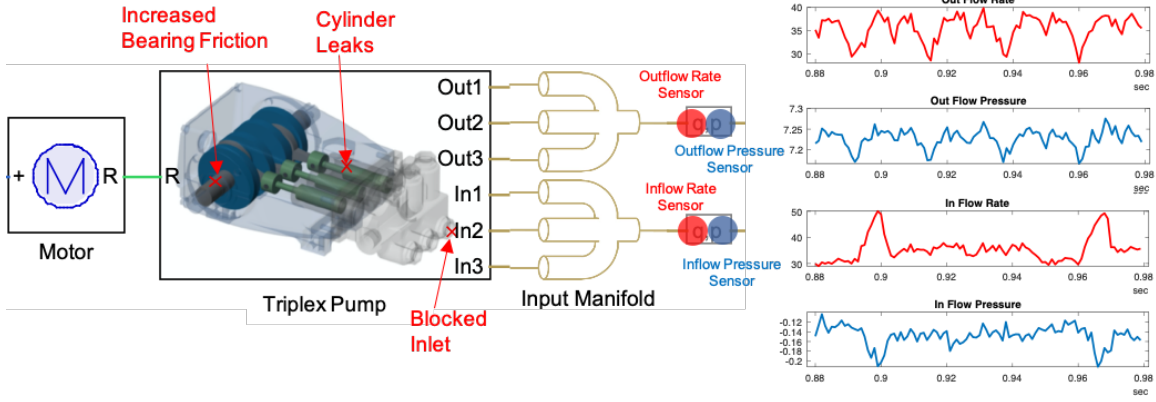 Increased
Bearing Friction
Cylinder
Leaks
Out1
Out2
Out3
In1
In2
In3
Outflow Rate
Sensor
q p
Outflow Pressure
Sensor
Inflow Rate
Sensor
q p
Inflow Pressure
Sensor
+
M
R
R
Motor
Triplex Pump
Input Manifold
Blocked
Inlet
Out Flow Rate
40
35
30
0.88 0.9 0.92 0.94 0.96 0.98
sec
Out Flow Pressure
7.3
7.25
7.2
0.88 0.9 0.92 0.94 0.96 0.98
sec
In Flow Rate
50
40
30
0.88 0.9 0.92 0.94 0.96 0.98
sec
In Flow Pressure
-0.12
-0.14
-0.16
-0.18
-0.2
0.88 0.9 0.92 0.94 0.96 0.98
sec